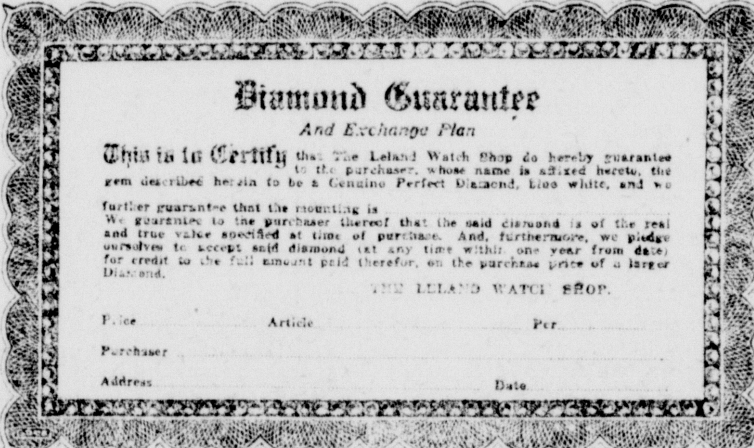 Diamond Guarantee
And Exchange Plan
This is to Certify that The Leland Watch Shop do hereby guarantee
to the purchaser, whose name is affixed hereto, the
gem described herein to be a Genuine Perfect Diamond, blue white, and we
further guarantee that the mounting is
We guarantee to the purchaser thereof that the said diamond is of the real
and true value specified at time of purchase. And, furthermore, we pledge
ourselves to accept said diamond (at any time within one year from date)
for credit to the full amount paid therefor, on the purchase price of a larger
Diamond.
THE LELAND WATCH SHOP.
Price Article Per
Purchaser
Address Date